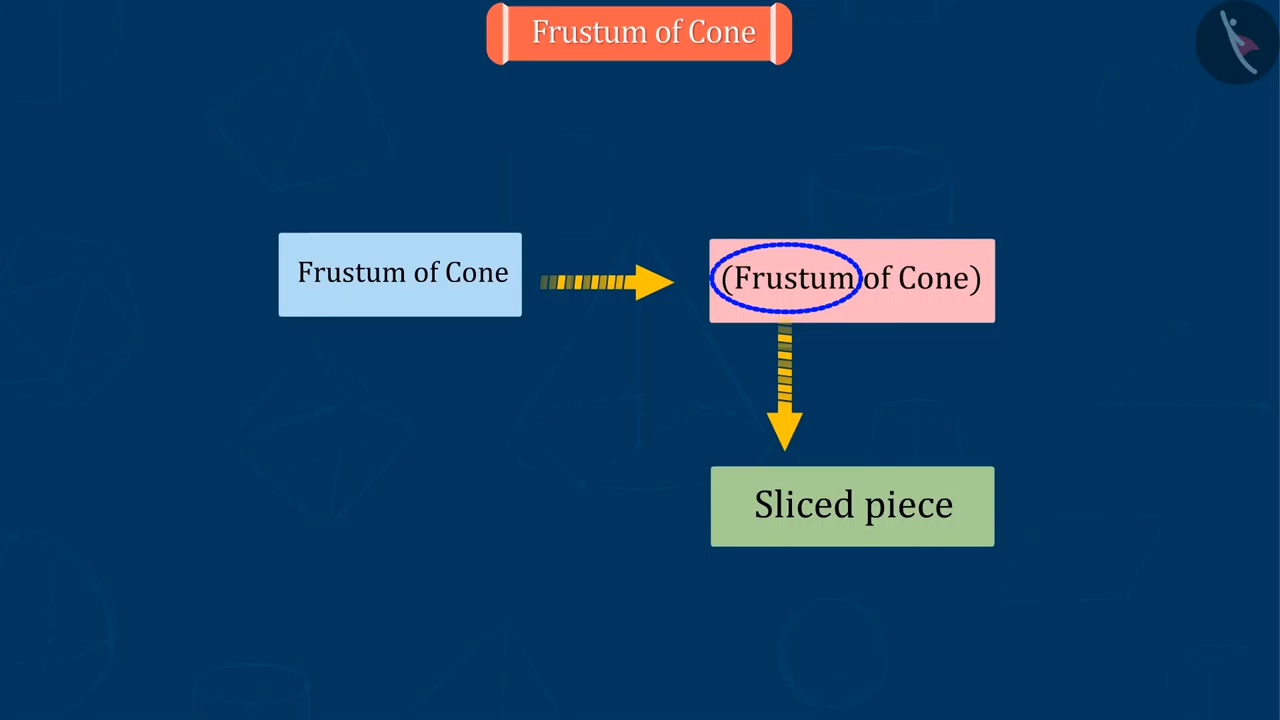 Frustum of Cone
Frustum of Cone
(Frustum of Cone)
Sliced piece